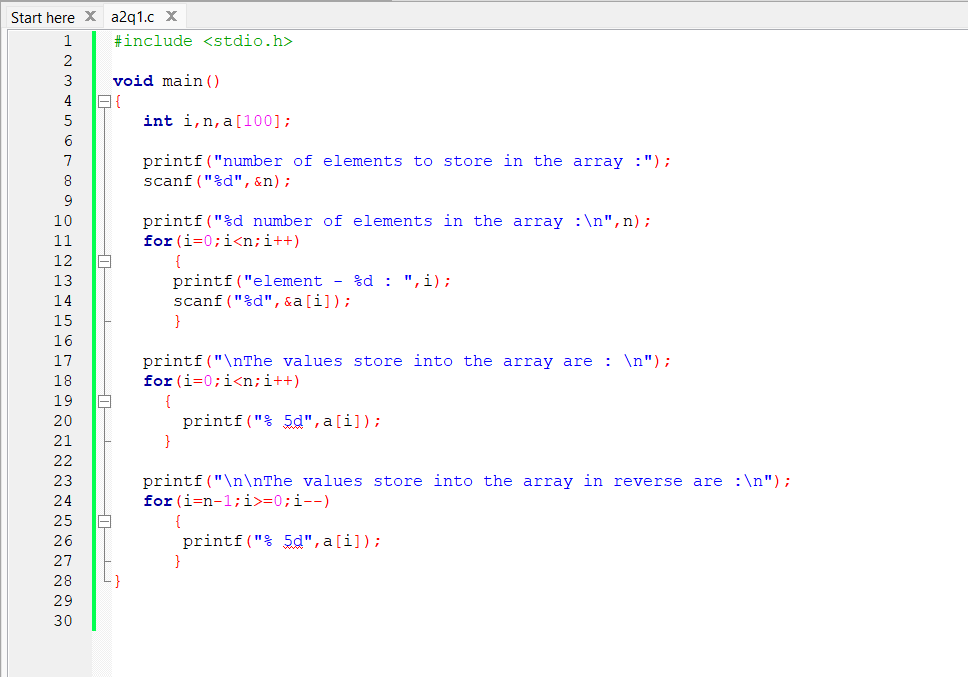 Start here X a2q1.c X
1 #include <stdio.h>
2
3 void main()
4 {
5 int i,n,a[100];
6
7 printf("number of elements to store in the array :");
8 scanf("%d",&n);
9
10 printf("%d number of elements in the array :\n",n);
11 for(i=0;i<n;i++)
12 {
13 printf("element - %d : ",i);
14 scanf("%d",&a[i]);
15 }
16
17 printf("\nThe values store into the array are : \n");
18 for(i=0;i<n;i++)
19 {
20 printf("% 5d",a[i]);
21 }
22
23 printf("\n\nThe values store into the array in reverse are :\n");
24 for(i=n-1;i>=0;i--)
25 {
26 printf("% 5d",a[i]);
27 }
28 }
29
30